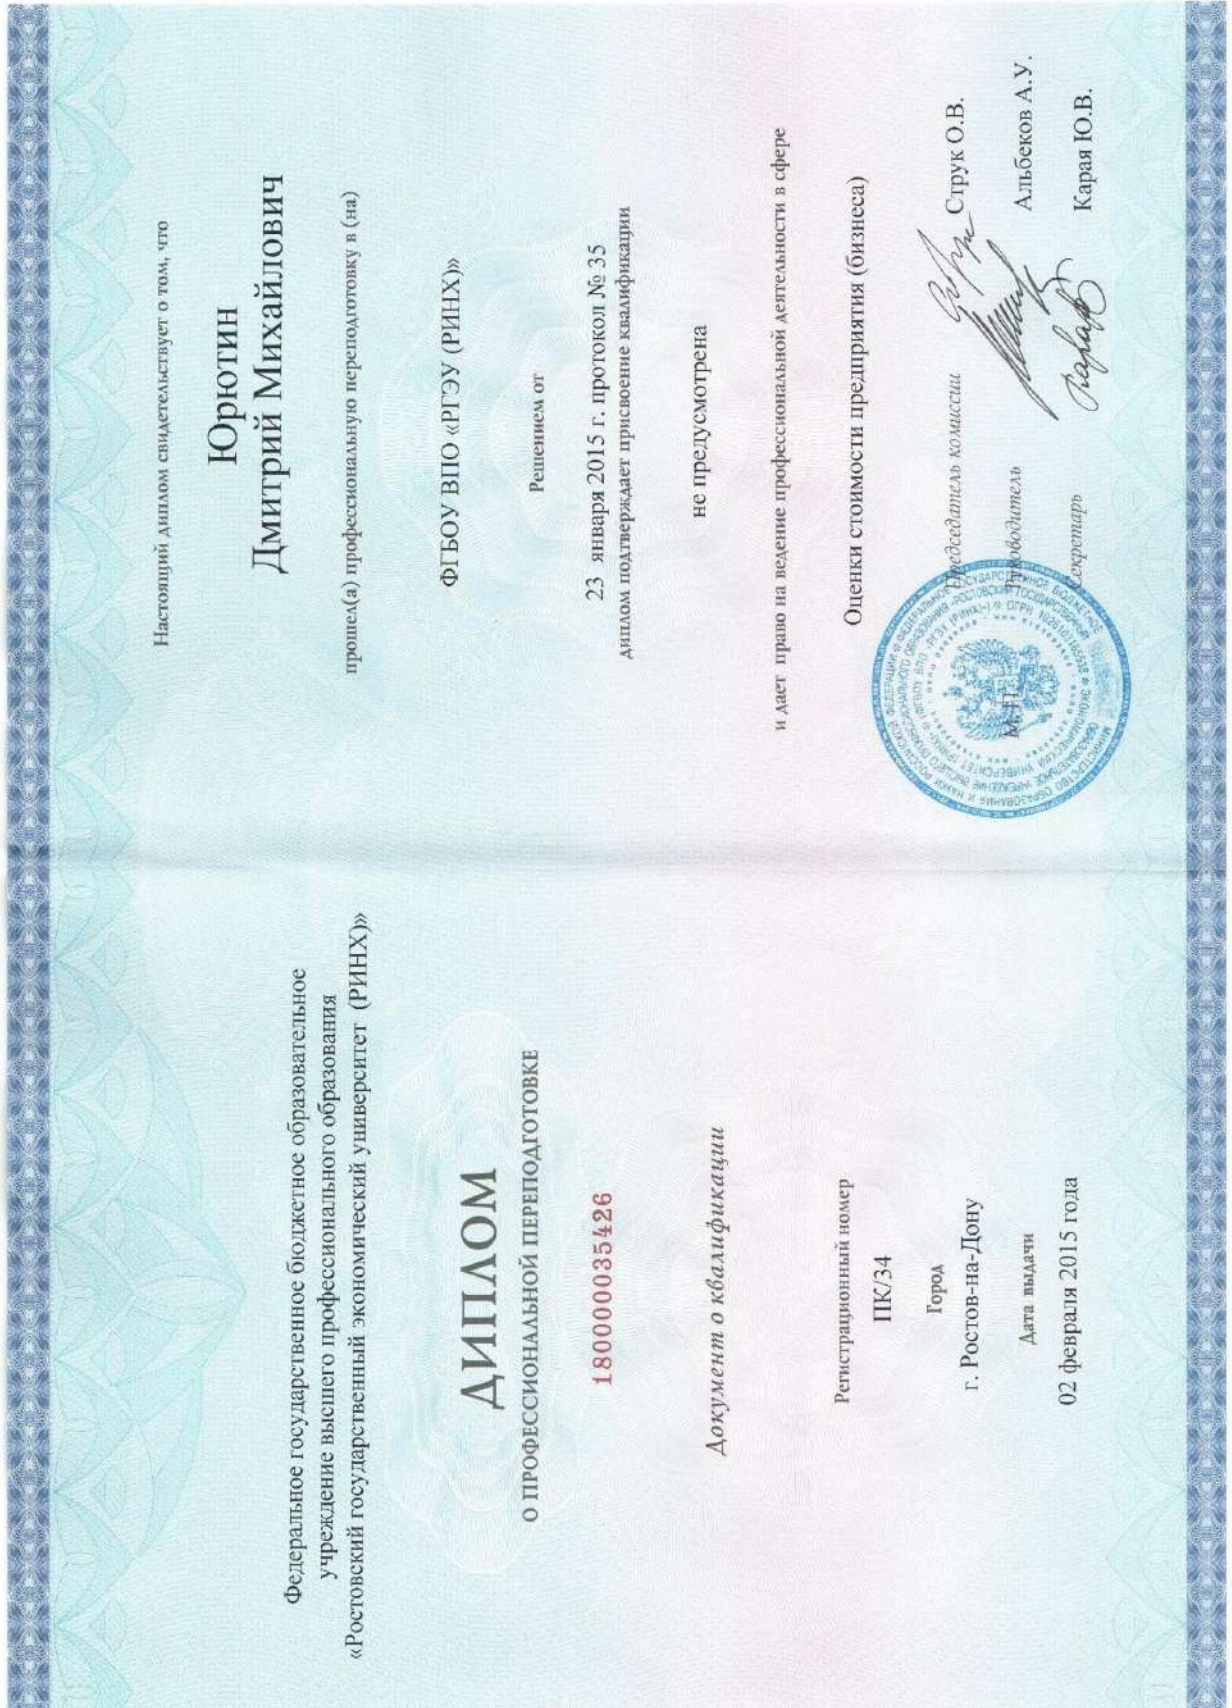 Федеральное государственное бюджетное образовательное
учреждение высшего профессионального образования
«Ростовский государственный экономический университет (РИНХ)»
ДИПЛОМ
О ПРОФЕССИОНАЛЬНОЙ ПЕРЕПОДГОТОВКЕ
180000035426
Документ о квалификации
Регистрационный номер
ПК/34
Город
г. Ростов-на-Дону
Дата выдачи
02 февраля 2015 года
Настоящий диплом свидетельствует о том, что
Юрютин
Дмитрий Михайлович
прошел(а) профессиональную переподготовку в (на)
ФГБОУ ВПО «РГЭУ (РИНХ)»
Решением от
23 января 2015 г. протокол № 35
диплом подтверждает присвоение квалификации
не предусмотрена
и дает право на ведение профессиональной деятельности в сфере
Оценки стоимости предприятия (бизнеса)
Председатель комиссии Струк О.В.
Руководитель Альбеков А.У.
Секретарь Карая Ю.В.
М.П.